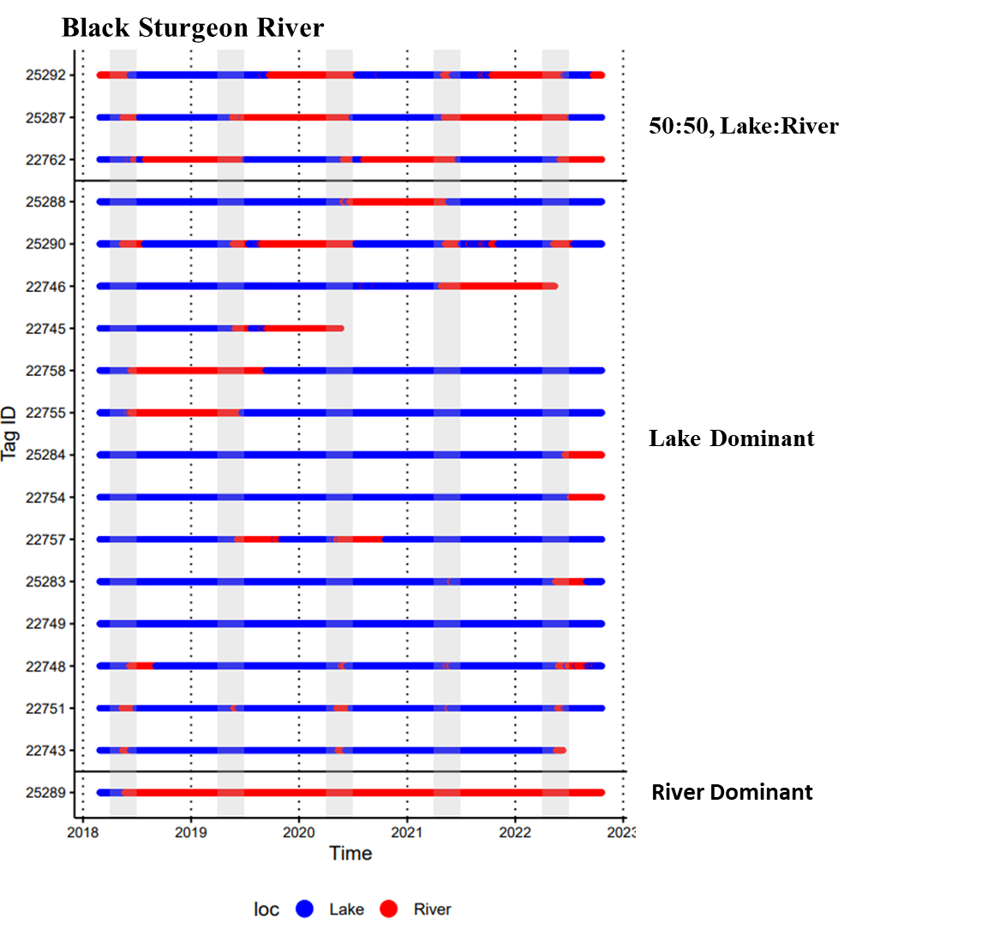 Black Sturgeon River
25292
25287
22762
50:50, Lake:River
25288
25290
22746
22745
22758
22755
25284
22754
22757
25283
22749
22748
22751
22743
Lake Dominant
25289
River Dominant
Tag ID
2018 2019 2020 2021 2022 2023
Time
loc Lake River